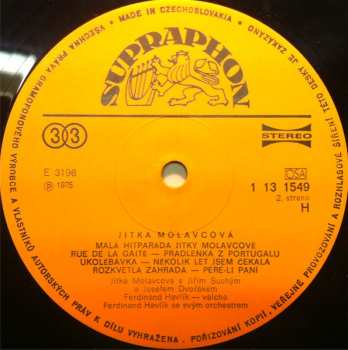 MADE IN CZECHOSLOVAKIA
VŠECHNA PRÁVA GRAMOFONOVÉHO VÝROBCE A VLASTNÍKŮ AUTORSKÝCH PRÁV K DÍLU VYHRAŽENA. POŘIZOVÁNÍ KOPIÍ, VEŘEJNÉ PROVOZOVÁNÍ A ROZHLASOVÉ ŠÍŘENÍ TÉTO DESKY JE ZAKÁZÁNO
SUPRAPHON
33
STEREO
E 3196
OSA
℗ 1975
1 13 1549
2. strana
H
JITKA MOLAVCOVÁ
MALÁ HITPARÁDA JITKY MOLAVCOVÉ
RUE DE LA GAITÉ — PRADLENKA Z PORTUGALU
UKOLÉBAVKA — NĚKOLIK LET JSEM ČEKALA
ROZKVETLÁ ZAHRADA — PERE-LI PANÍ
Jitka Molavcová s Jiřím Suchým
a Josefem Dvořákem
Ferdinand Havlík — valcha
Ferdinand Havlík se svým orchestrem